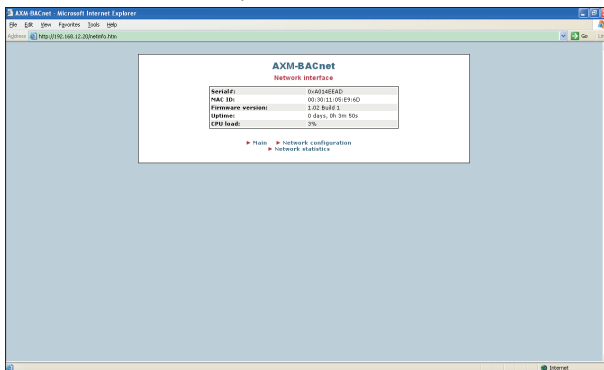 AXM-BACnet - Microsoft Internet Explorer
File Edit View Favorites Tools Help
Address http://192.168.12.20/netinfo.htm Go
AXM-BACnet
Network interface
Serial#: 0xA014EEAD
MAC ID: 00:30:11:05:E9:6D
Firmware version: 1.02 Build 1
Uptime: 0 days, 0h 3m 50s
CPU load: 3%
Main Network configuration
Network statistics
Internet